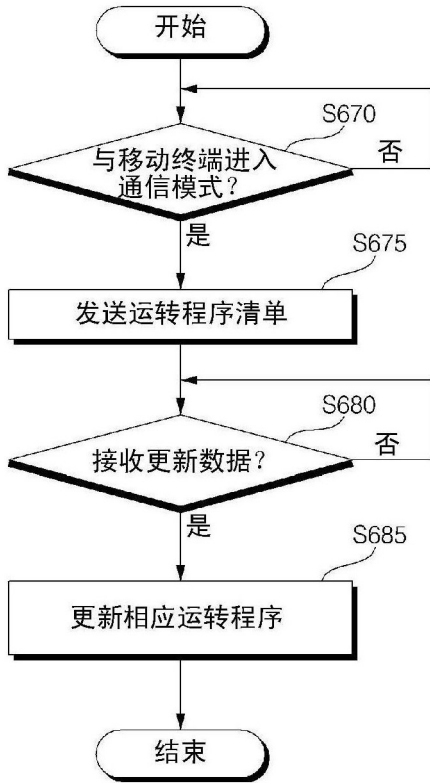 开始
S670
与移动终端进入
通信模式?
否
是
S675
发送运转程序清单
S680
接收更新数据?
否
是
S685
更新相应运转程序
结束